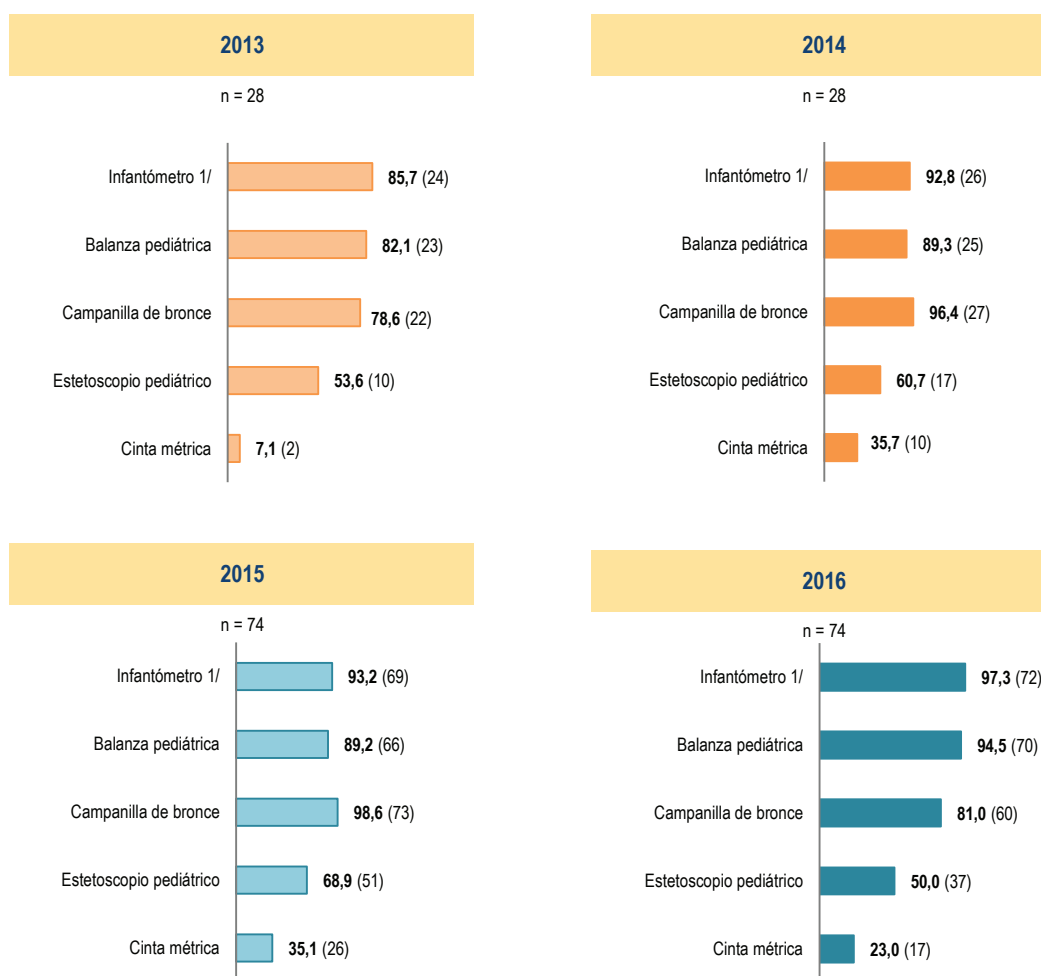 2013
n = 28
Infantómetro 1/ 85,7 (24)
Balanza pediátrica 82,1 (23)
Campanilla de bronce 78,6 (22)
Estetoscopio pediátrico 53,6 (10)
Cinta métrica 7,1 (2)
2014
n = 28
Infantómetro 1/ 92,8 (26)
Balanza pediátrica 89,3 (25)
Campanilla de bronce 96,4 (27)
Estetoscopio pediátrico 60,7 (17)
Cinta métrica 35,7 (10)
2015
n = 74
Infantómetro 1/ 93,2 (69)
Balanza pediátrica 89,2 (66)
Campanilla de bronce 98,6 (73)
Estetoscopio pediátrico 68,9 (51)
Cinta métrica 35,1 (26)
2016
n = 74
Infantómetro 1/ 97,3 (72)
Balanza pediátrica 94,5 (70)
Campanilla de bronce 81,0 (60)
Estetoscopio pediátrico 50,0 (37)
Cinta métrica 23,0 (17)